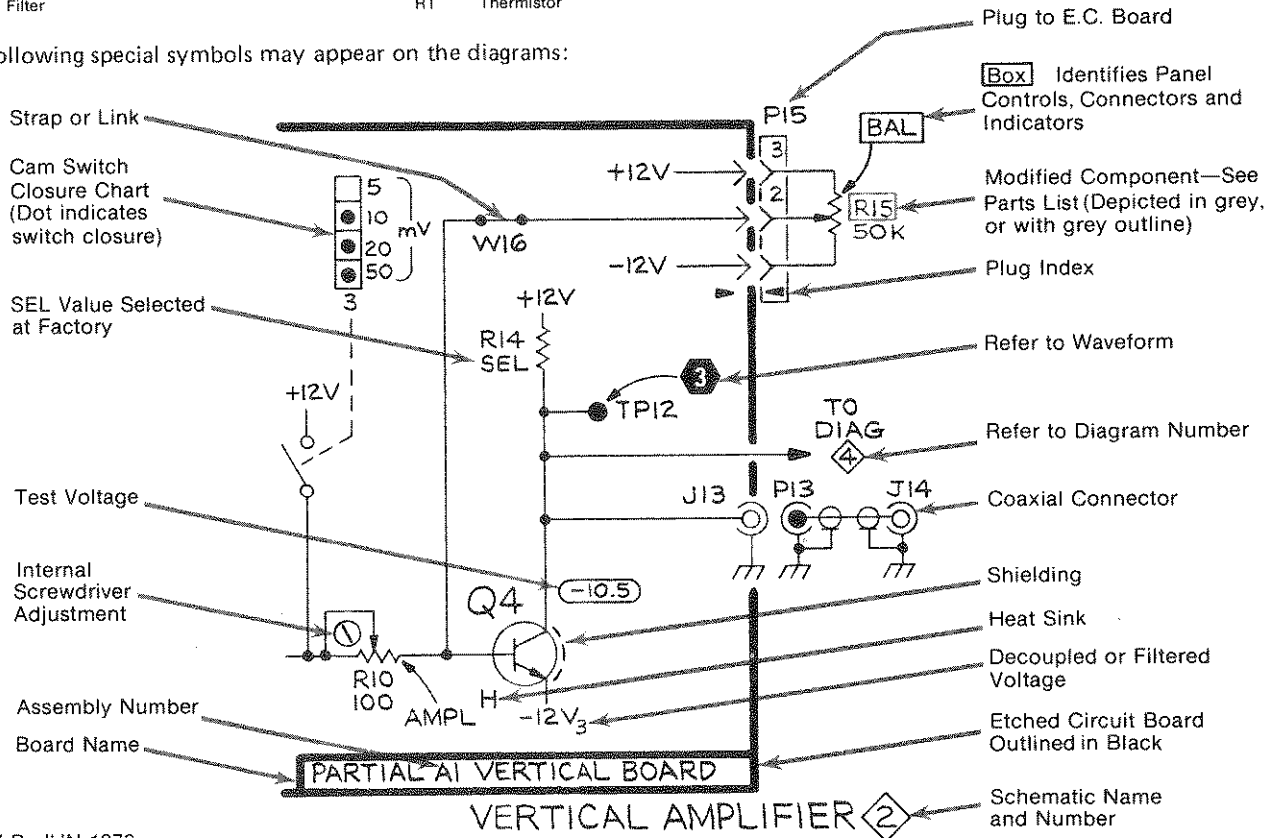 Filter
RT Thermistor
ollowing special symbols may appear on the diagrams:
Plug to E.C. Board
Box Identifies Panel
Controls, Connectors and
Indicators
Modified Component—See
Parts List (Depicted in grey,
or with grey outline)
Plug Index
Refer to Waveform
Refer to Diagram Number
Coaxial Connector
Shielding
Heat Sink
Decoupled or Filtered
Voltage
Etched Circuit Board
Outlined in Black
Schematic Name
and Number
Strap or Link
Cam Switch
Closure Chart
(Dot indicates
switch closure)
SEL Value Selected
at Factory
Test Voltage
Internal
Screwdriver
Adjustment
Assembly Number
Board Name
5
10
20
50
mV
3
W16
+12V
-12V
P15
3
2
BAL
R15
50K
+12V
R14
SEL
3
TP12
TO
DIAG
4
+12V
J13
P13
J14
-10.5
Q4
R10
100
AMPL
H
-12V3
PARTIAL A1 VERTICAL BOARD
VERTICAL AMPLIFIER 2